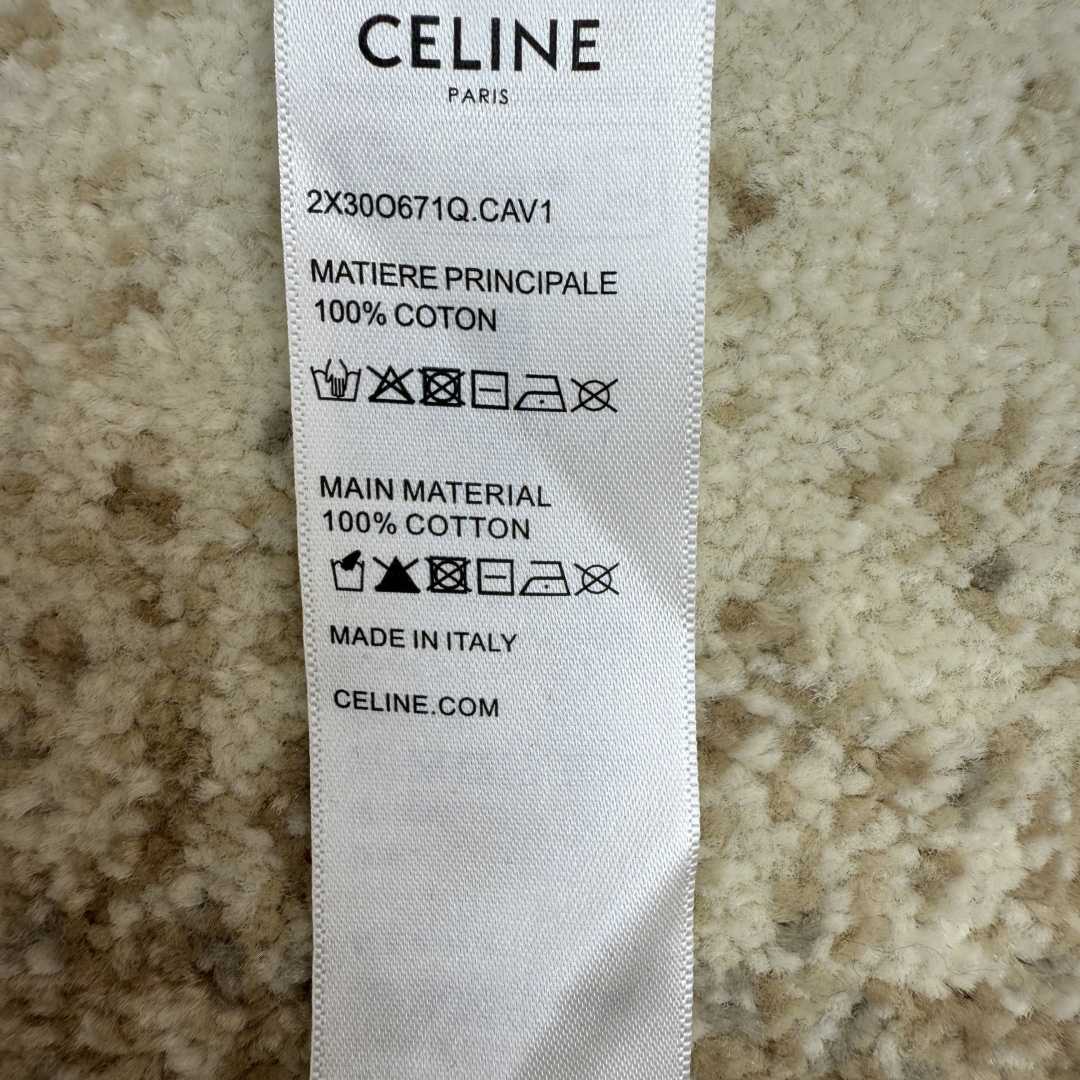 CELINE
PARIS
2X30O671Q.CAV1
MATIERE PRINCIPALE
100% COTON
MAIN MATERIAL
100% COTTON
MADE IN ITALY
CELINE.COM